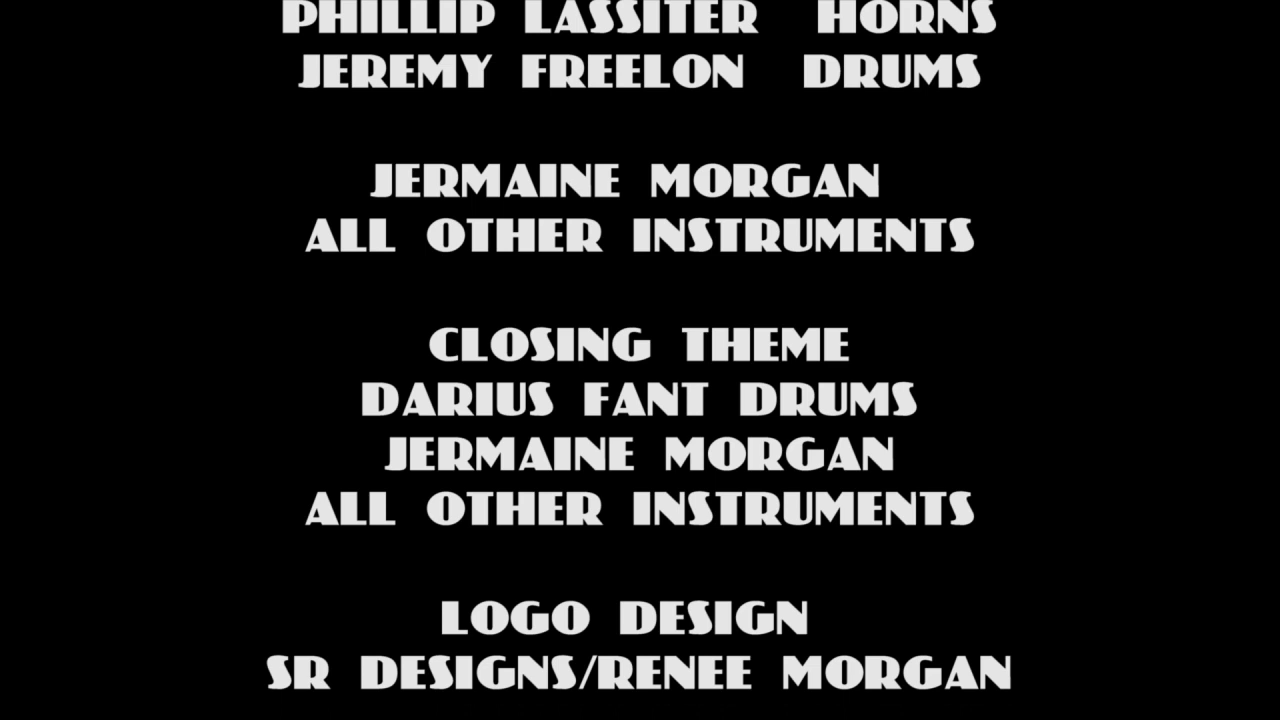 PHILLIP LASSITER HORNS
JEREMY FREELON DRUMS
JERMAINE MORGAN
ALL OTHER INSTRUMENTS
CLOSING THEME
DARIUS FANT DRUMS
JERMAINE MORGAN
ALL OTHER INSTRUMENTS
LOGO DESIGN
SR DESIGNS/RENEE MORGAN